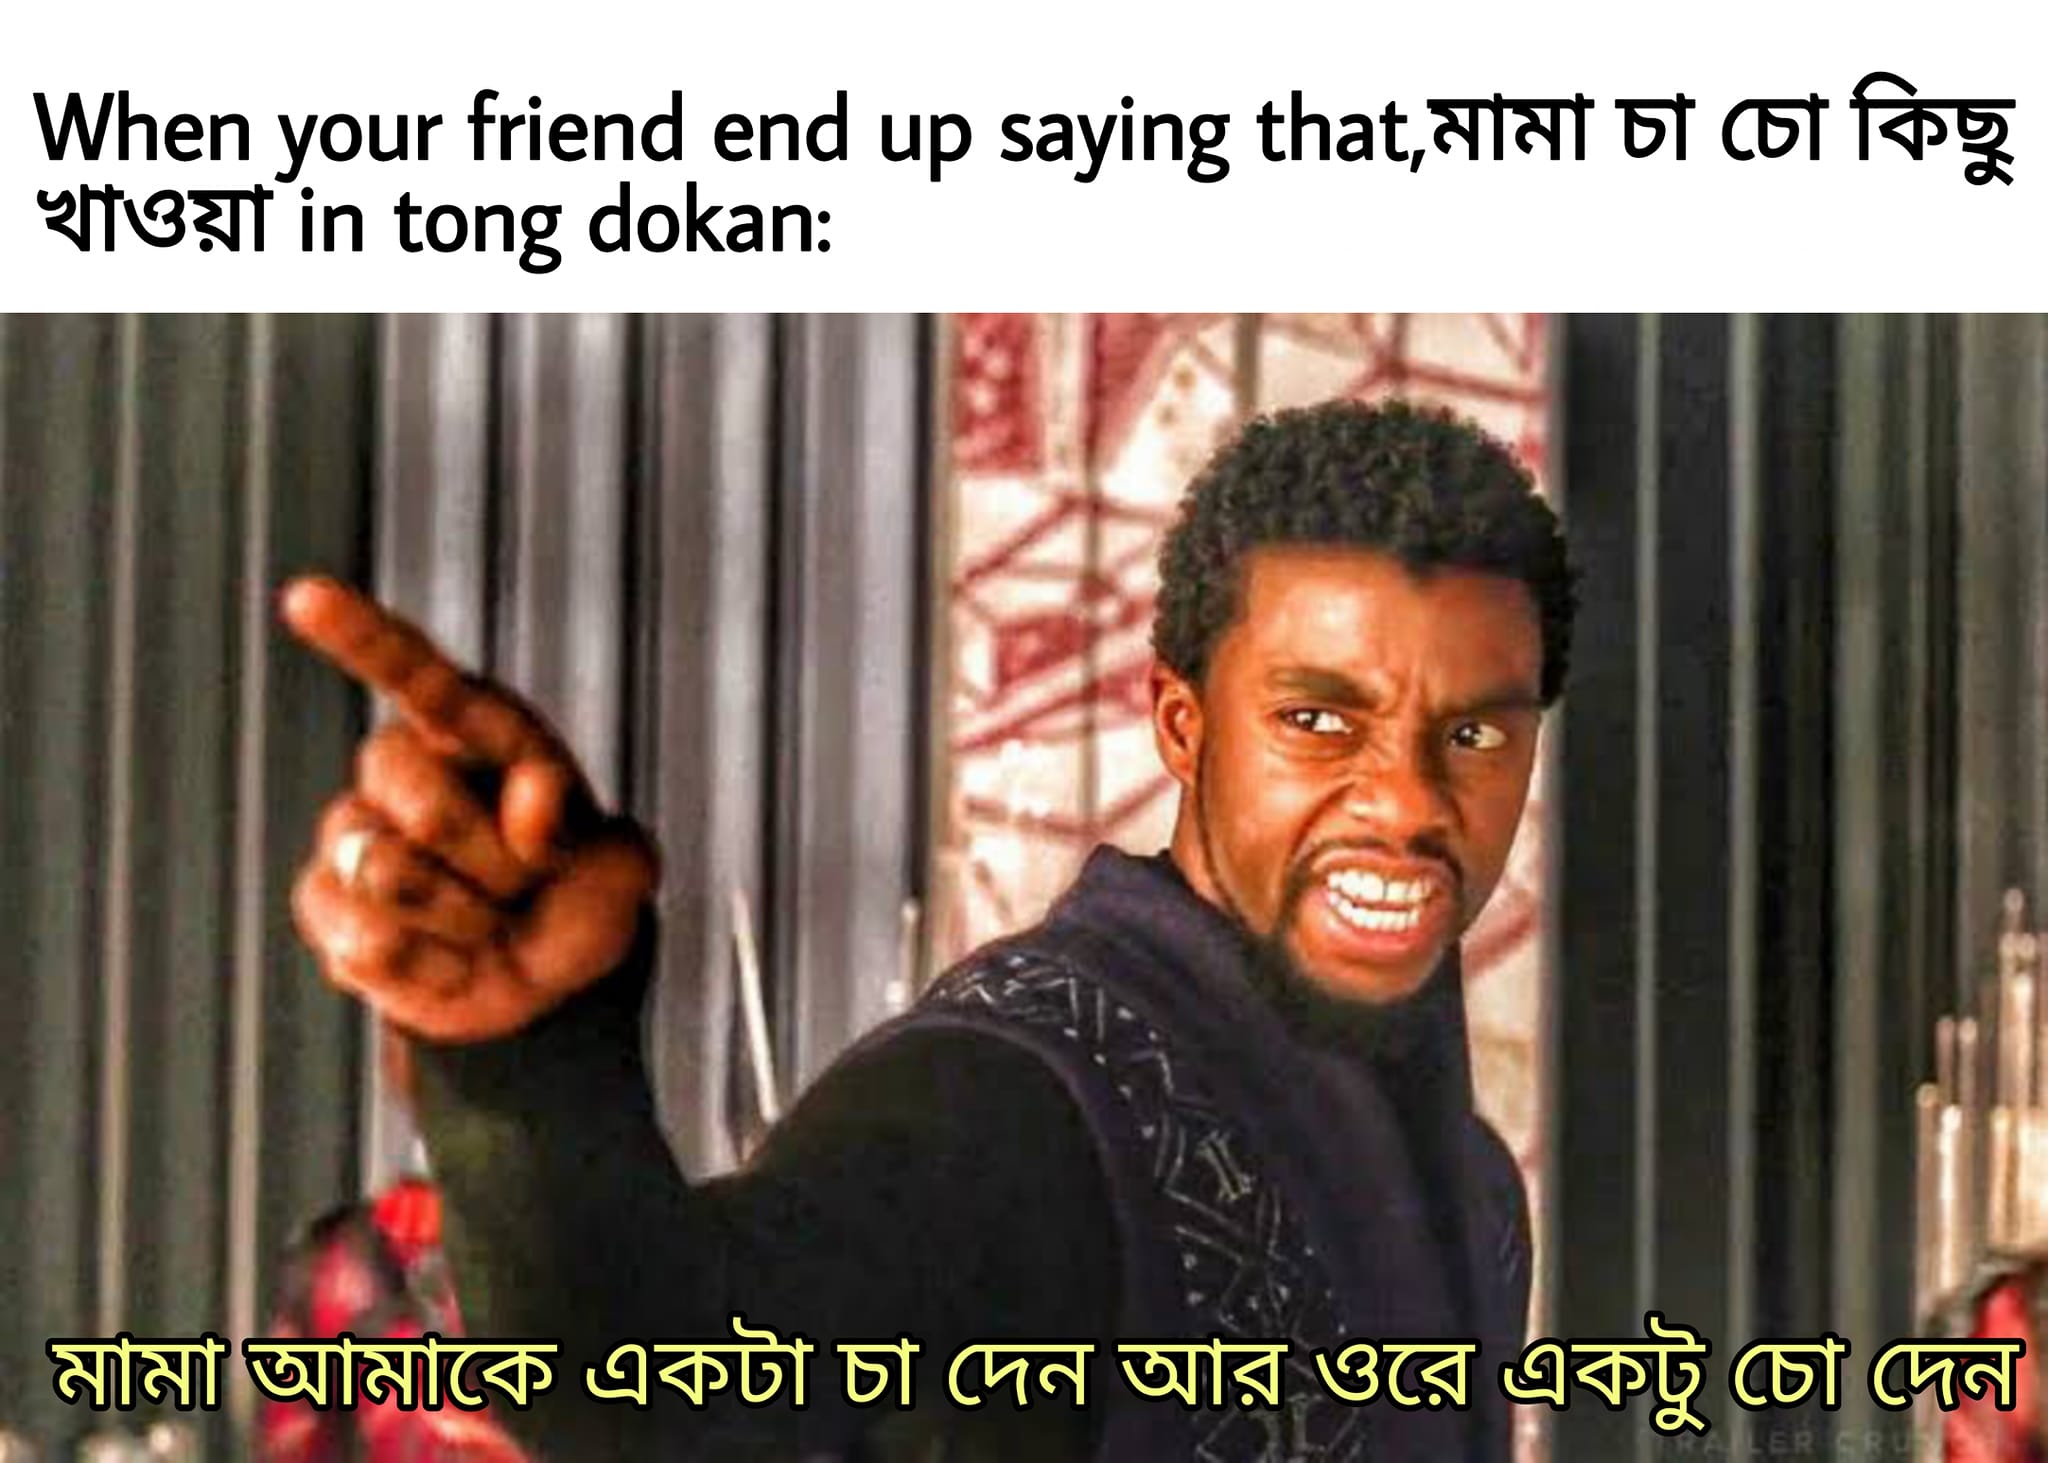 When your friend end up saying that,মামা চা চো কিছু
খাওয়া in tong dokan:
মামা আমাকে একটা চা দেন আর ওরে একটু চো দেন